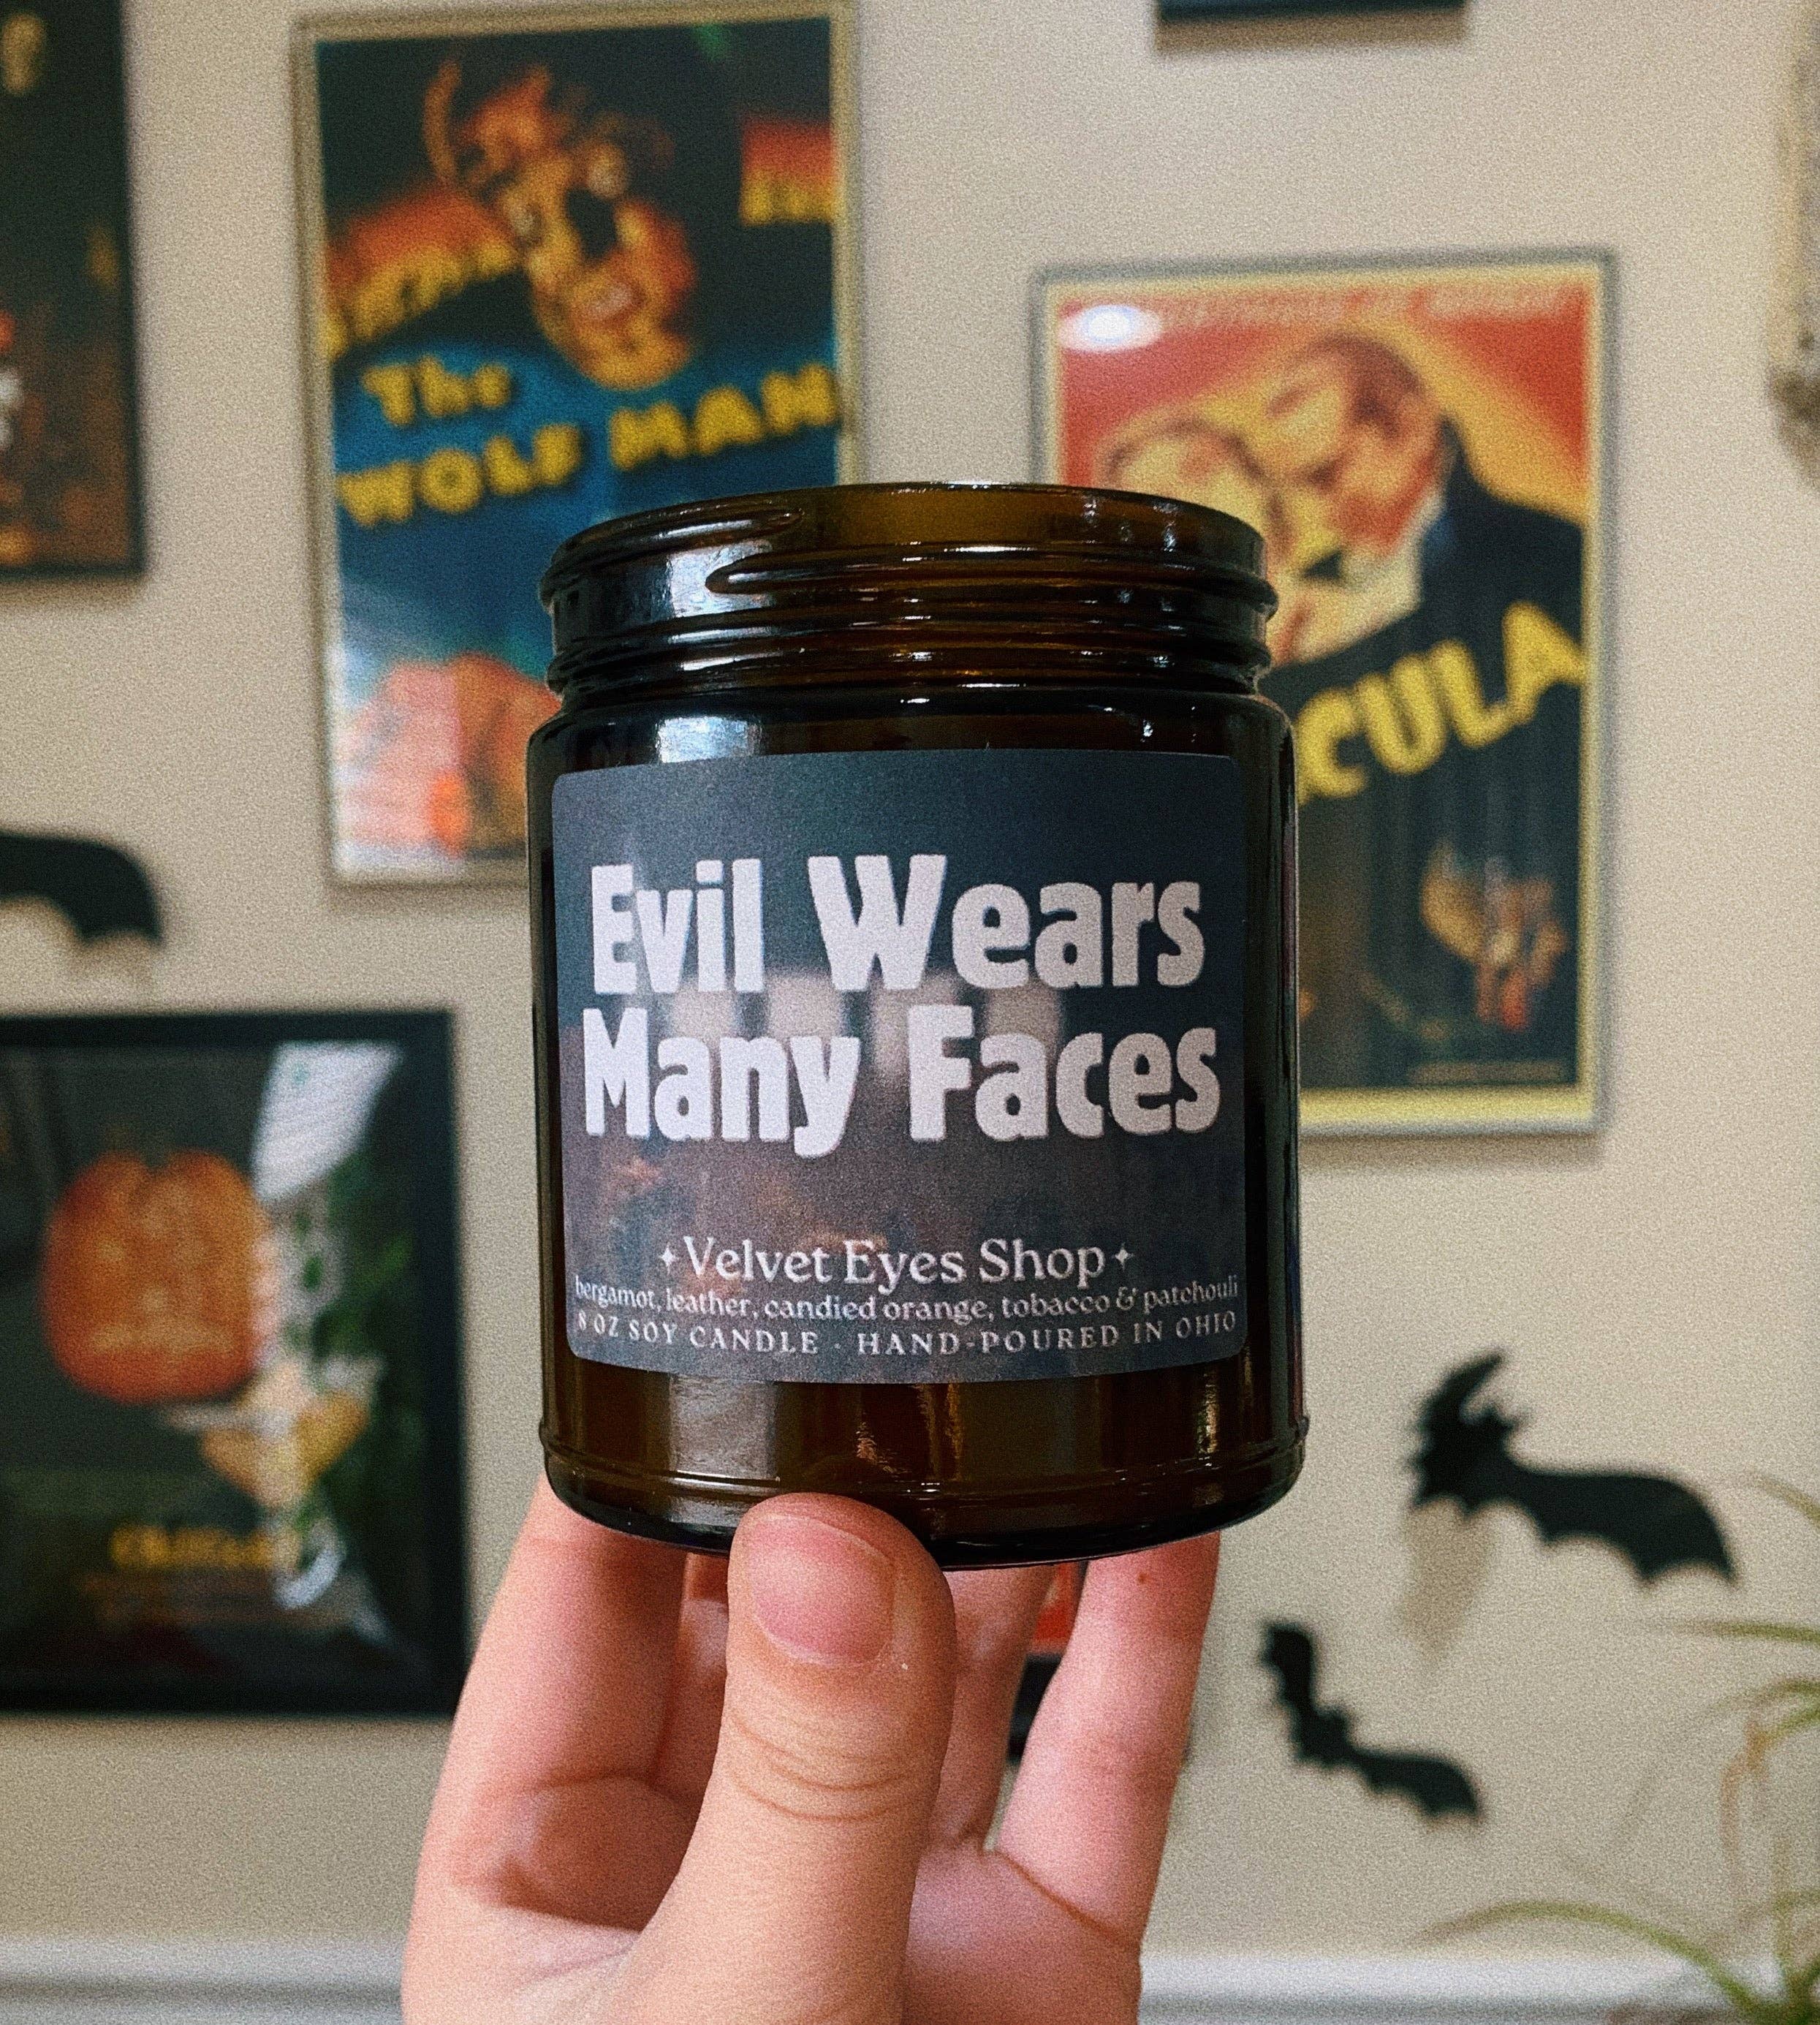 The
WOLF MAN
CULA
Evil Wears
Many Faces
Velvet Eyes Shop
bergamot, leather, candied orange, tobacco & patchouli
8 OZ SOY CANDLE · HAND-POURED IN OHIO